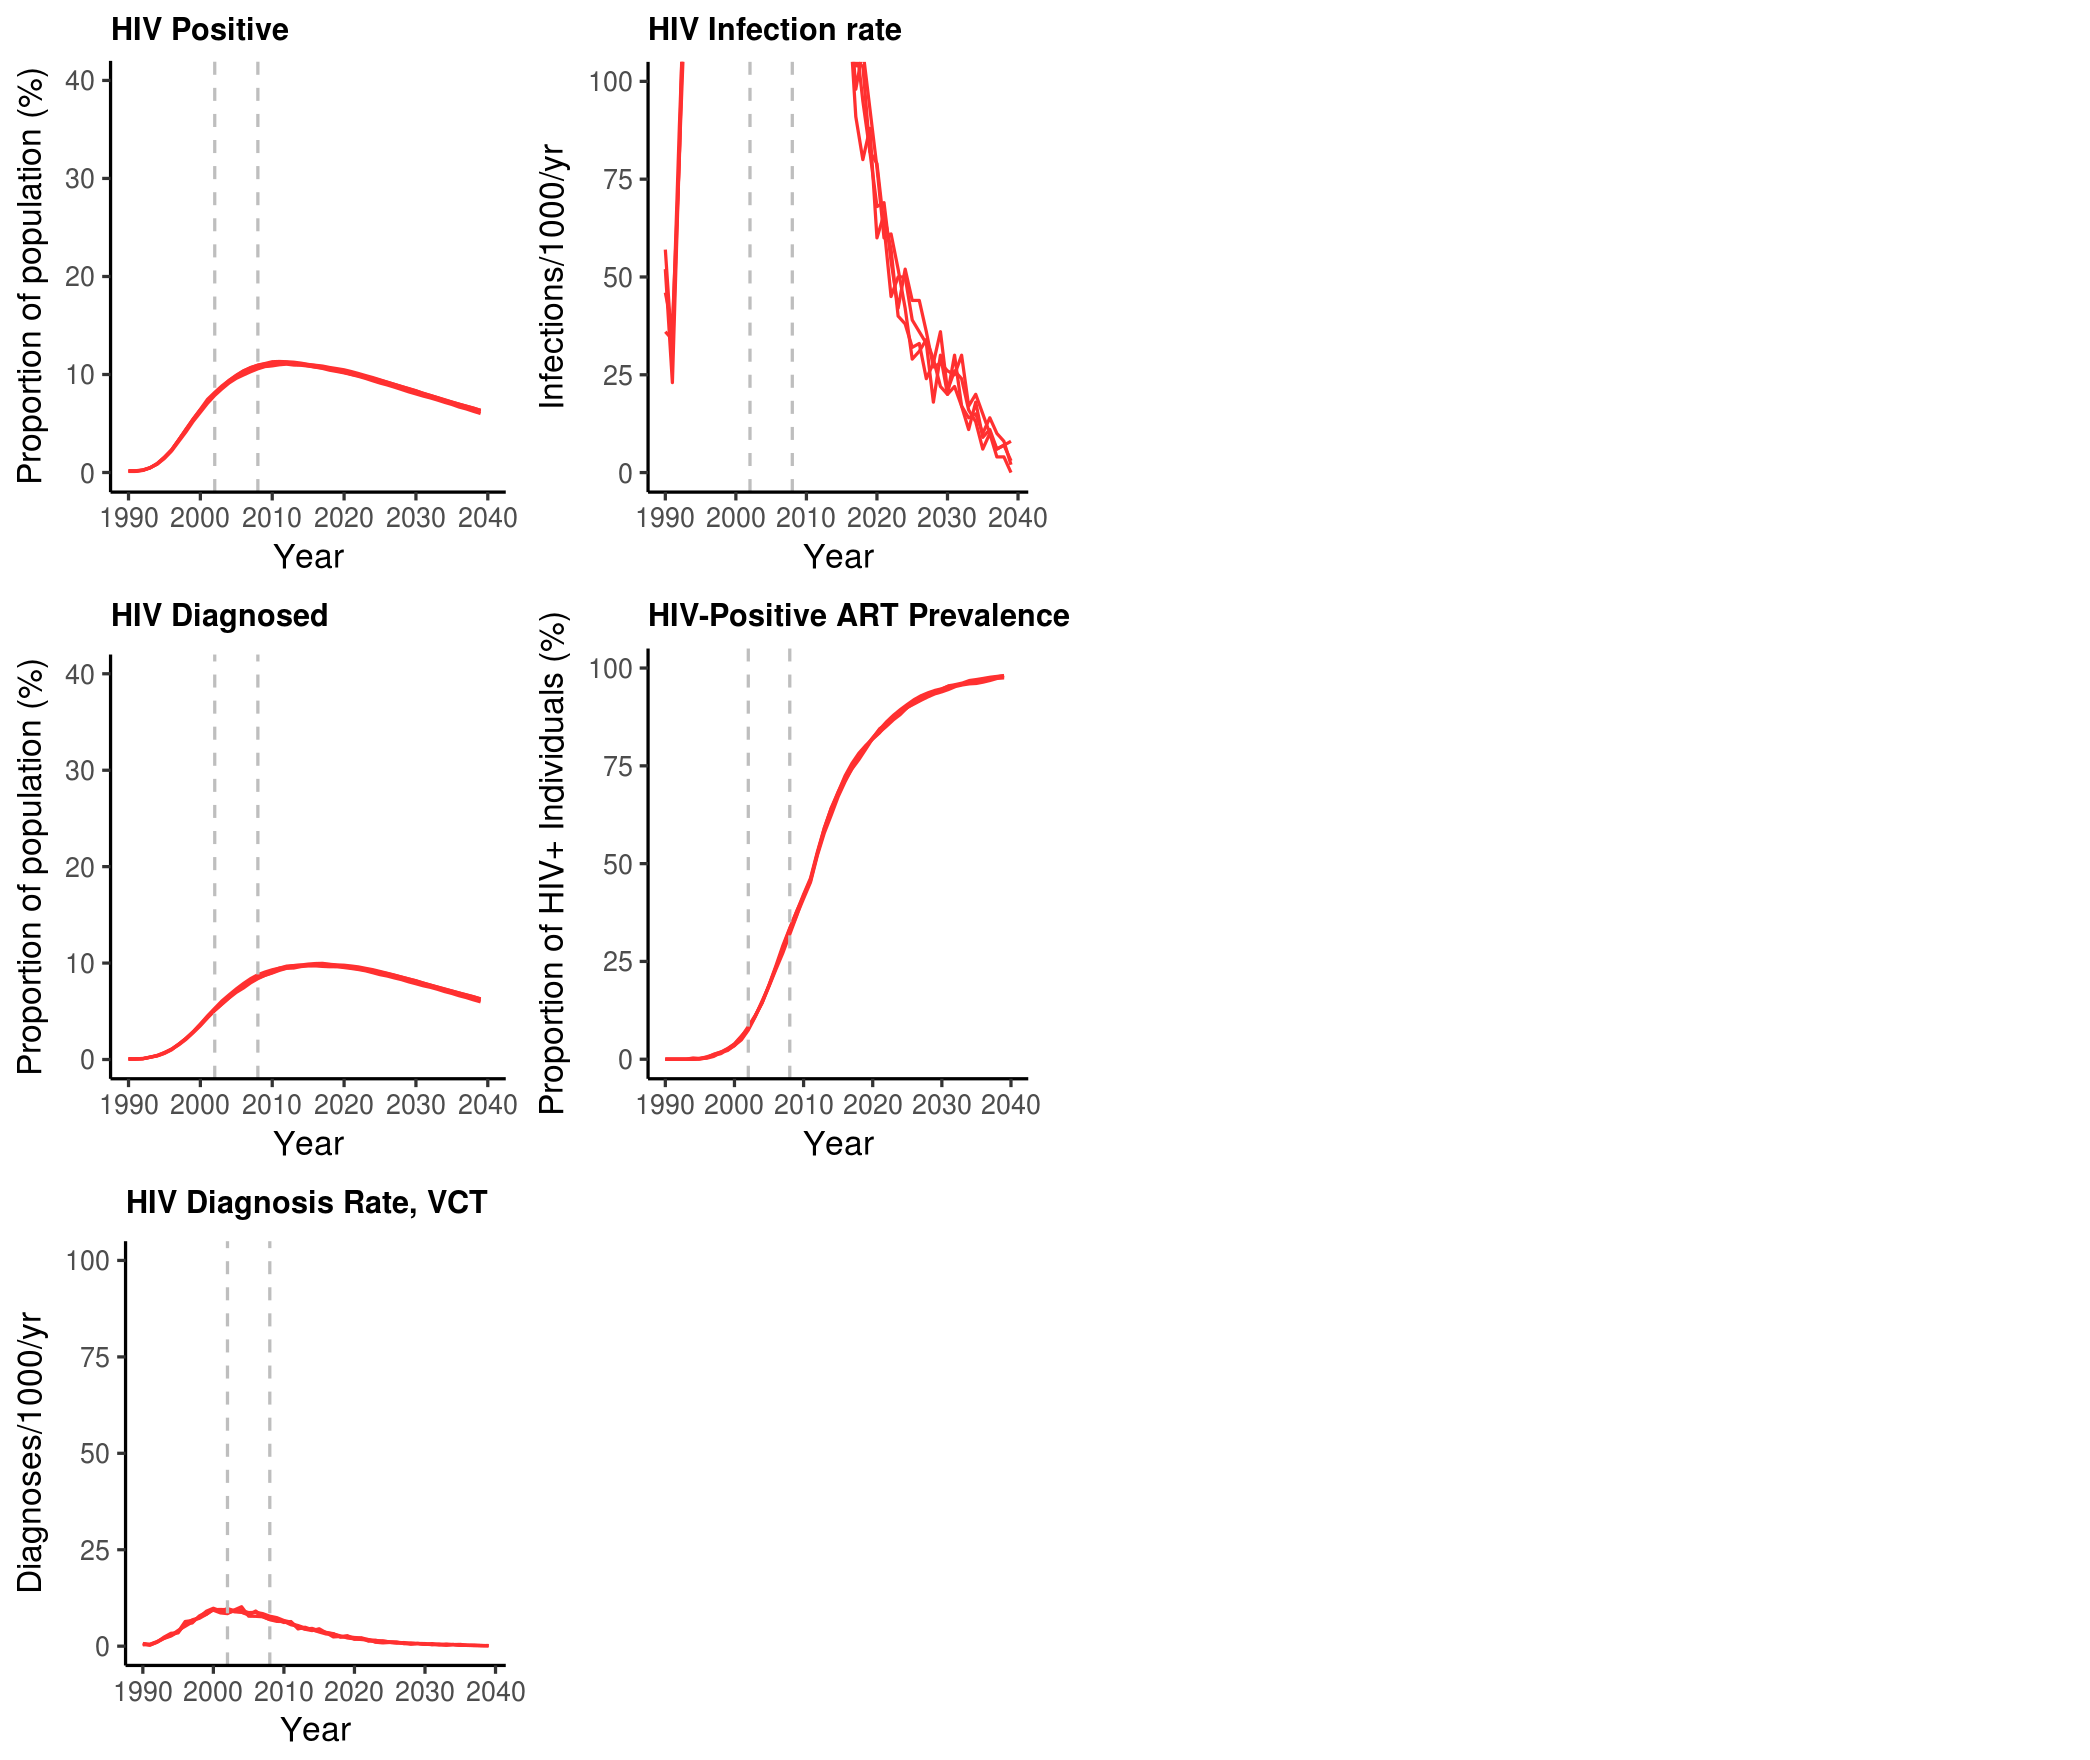 HIV Positive
Proportion of population (%)
40
30
20
10
0
1990 2000 2010 2020 2030 2040
Year
HIV Infection rate
Infections/1000/yr
100
75
50
25
0
1990 2000 2010 2020 2030 2040
Year
HIV Diagnosed
Proportion of population (%)
40
30
20
10
0
1990 2000 2010 2020 2030 2040
Year
HIV-Positive ART Prevalence
Proportion of HIV+ Individuals (%)
100
75
50
25
0
1990 2000 2010 2020 2030 2040
Year
HIV Diagnosis Rate, VCT
Diagnoses/1000/yr
100
75
50
25
0
1990 2000 2010 2020 2030 2040
Year